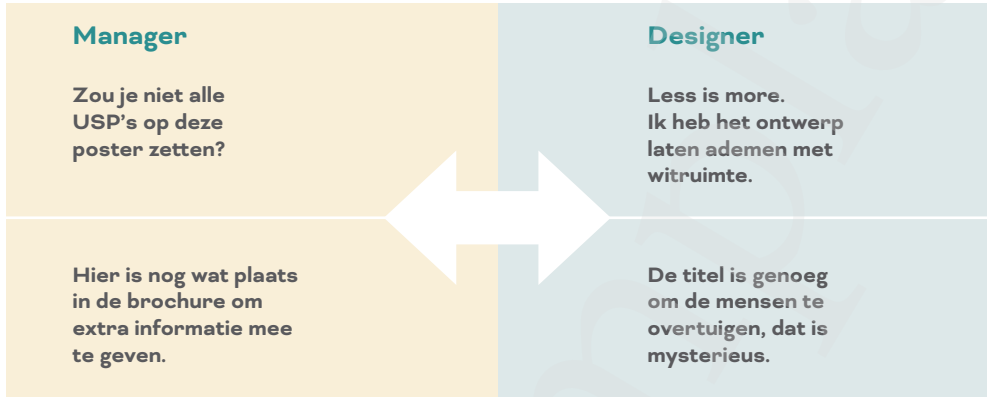 Manager
Zou je niet alle
USP's op deze
poster zetten?
Hier is nog wat plaats
in de brochure om
extra informatie mee
te geven.
Designer
Less is more.
Ik heb het ontwerp
laten ademen met
witruimte.
De titel is genoeg
om de mensen te
overtuigen, dat is
mysterieus.